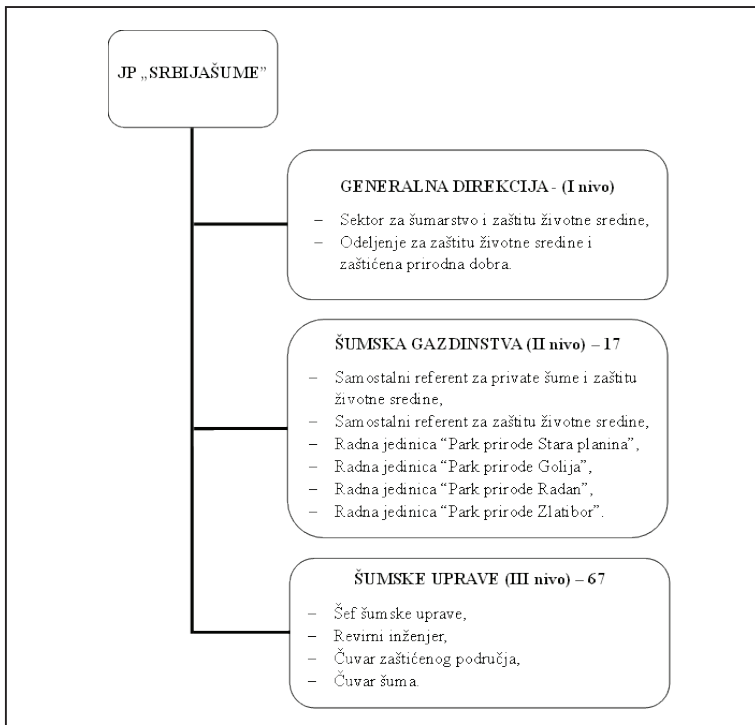 JP „SRBIJAŠUME”
GENERALNA DIREKCIJA - (I nivo)
– Sektor za šumarstvo i zaštitu životne sredine,
– Odeljenje za zaštitu životne sredine i
zaštićena prirodna dobra.
ŠUMSKA GAZDINSTVA (II nivo) – 17
– Samostalni referent za private šume i zaštitu
životne sredine,
– Samostalni referent za zaštitu životne sredine,
– Radna jedinica “Park prirode Stara planina”,
– Radna jedinica “Park prirode Golija”,
– Radna jedinica “Park prirode Radan”,
– Radna jedinica “Park prirode Zlatibor”.
ŠUMSKE UPRAVE (III nivo) – 67
– Šef šumske uprave,
– Revirni inženjer,
– Čuvar zaštićenog područja,
– Čuvar šuma.